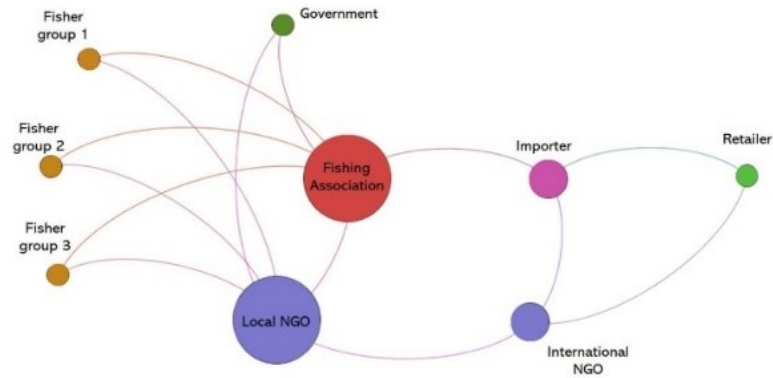 Fisher
group 1
Government
Fisher
group 2
Fishing
Association
Importer
Retailer
Fisher
group 3
Local NGO
International
NGO